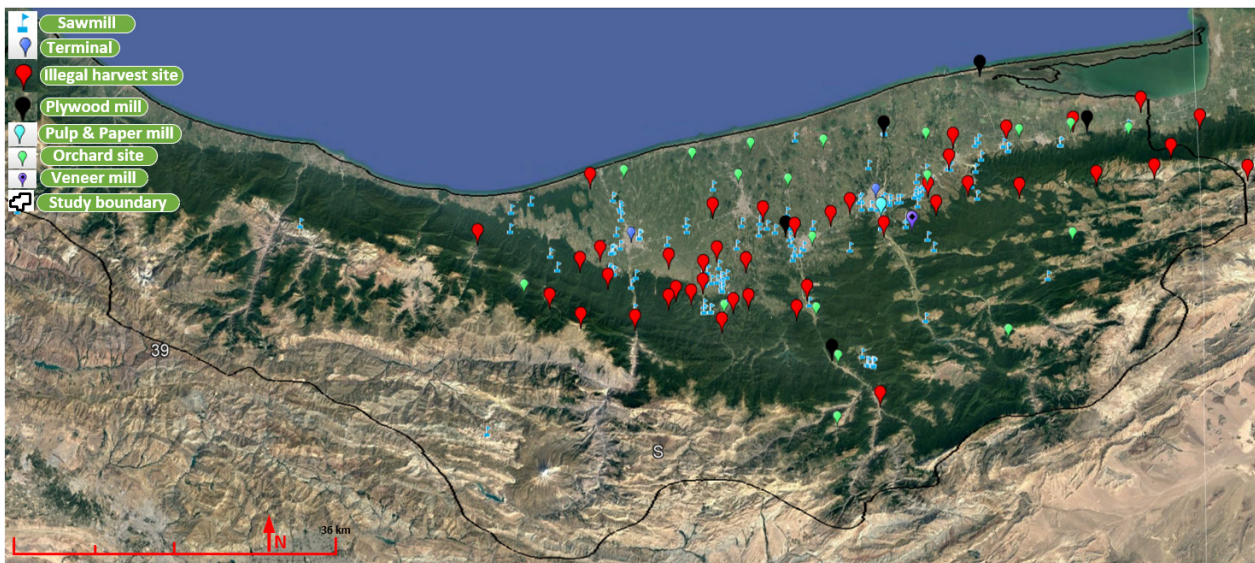 Sawmill
Terminal
Illegal harvest site
Plywood mill
Pulp & Paper mill
Orchard site
Veneer mill
Study boundary
39
S
36 km
N